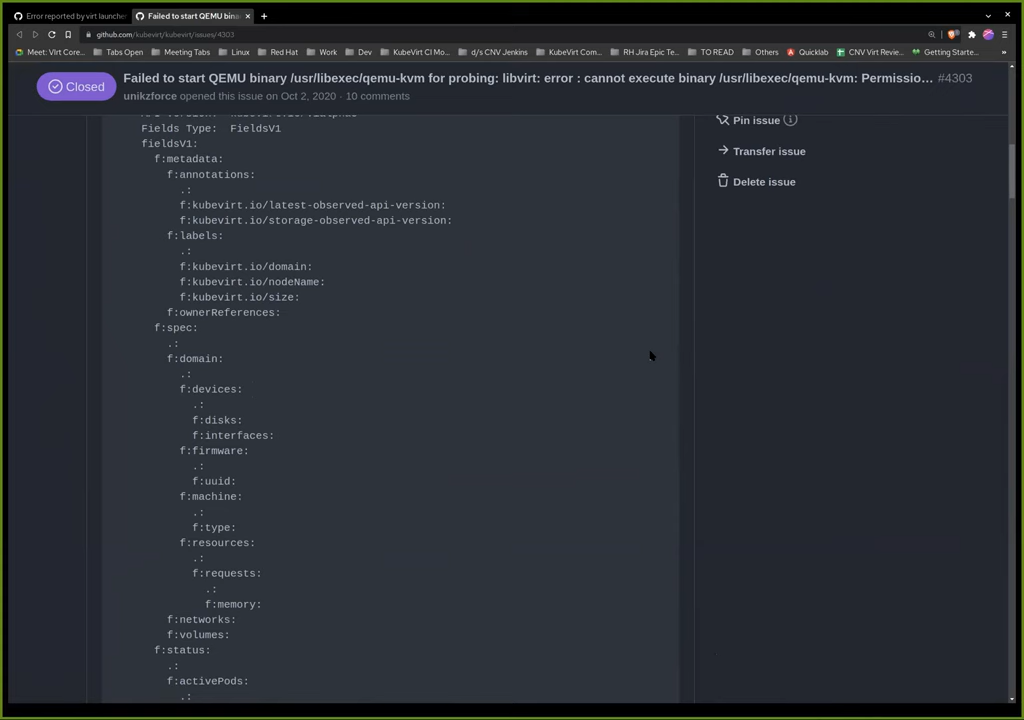 Error reported by virt launcher
Failed to start QEMU bina
github.com/kubevirt/kubevirt/issues/4303
Meet: Virt Core...
Tabs Open
Meeting Tabs
Linux
Red Hat
Work
Dev
KubeVirt CI Mo...
d/s CNV Jenkins
KubeVirt Com...
RH Jira Epic Te...
TO READ
Others
Quicklab
CNV Virt Revie...
Getting Starte...
Closed
Failed to start QEMU binary /usr/libexec/qemu-kvm for probing: libvirt: error : cannot execute binary /usr/libexec/qemu-kvm: Permissio... #4303
unikzforce opened this issue on Oct 2, 2020 · 10 comments
Fields Type:  FieldsV1
fieldsV1:
f:metadata:
f:annotations:
.:
f:kubevirt.io/latest-observed-api-version:
f:kubevirt.io/storage-observed-api-version:
f:labels:
.:
f:kubevirt.io/domain:
f:kubevirt.io/nodeName:
f:kubevirt.io/size:
f:ownerReferences:
f:spec:
.:
f:domain:
.:
f:devices:
.:
f:disks:
f:interfaces:
f:firmware:
.:
f:uuid:
f:machine:
.:
f:type:
f:resources:
.:
f:requests:
.:
f:memory:
f:networks:
f:volumes:
f:status:
.:
f:activePods:
.:
Pin issue
Transfer issue
Delete issue